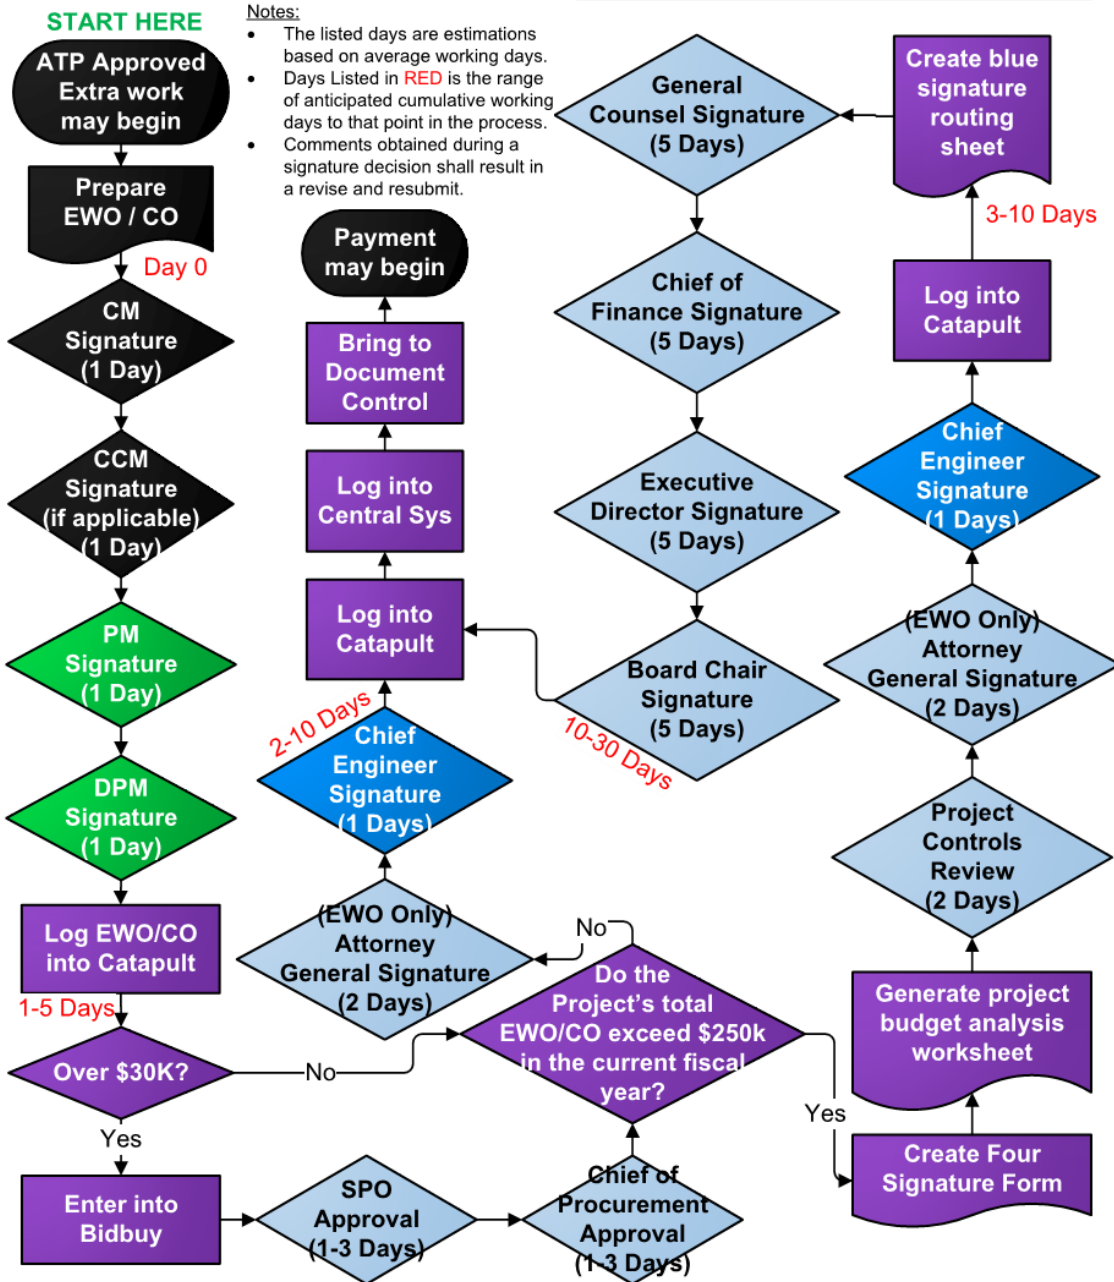 START HERE
ATP Approved
Extra work
may begin
Prepare
EWO / CO
Day 0
CM
Signature
(1 Day)
CCM
Signature
(if applicable)
(1 Day)
PM
Signature
(1 Day)
DPM
Signature
(1 Day)
Log EWO/CO
into Catapult
1-5 Days
Over $30K?
No
Yes
Enter into
Bidbuy
SPO
Approval
(1-3 Days)
Chief of
Procurement
Approval
(1-3 Days)
Do the
Project's total
EWO/CO exceed $250k
in the current fiscal
year?
No
(EWO Only)
Attorney
General Signature
(2 Days)
Chief
Engineer
Signature
(1 Days)
2-10 Days
Log into
Catapult
Log into
Central Sys
Bring to
Document
Control
Payment
may begin
Notes:
• The listed days are estimations
based on average working days.
• Days Listed in RED is the range
of anticipated cumulative working
days to that point in the process.
• Comments obtained during a
signature decision shall result in
a revise and resubmit.
Yes
Create Four
Signature Form
Generate project
budget analysis
worksheet
Project
Controls
Review
(2 Days)
(EWO Only)
Attorney
General Signature
(2 Days)
Chief
Engineer
Signature
(1 Days)
Log into
Catapult
3-10 Days
Create blue
signature
routing
sheet
General
Counsel Signature
(5 Days)
Chief of
Finance Signature
(5 Days)
Executive
Director Signature
(5 Days)
Board Chair
Signature
(5 Days)
10-30 Days